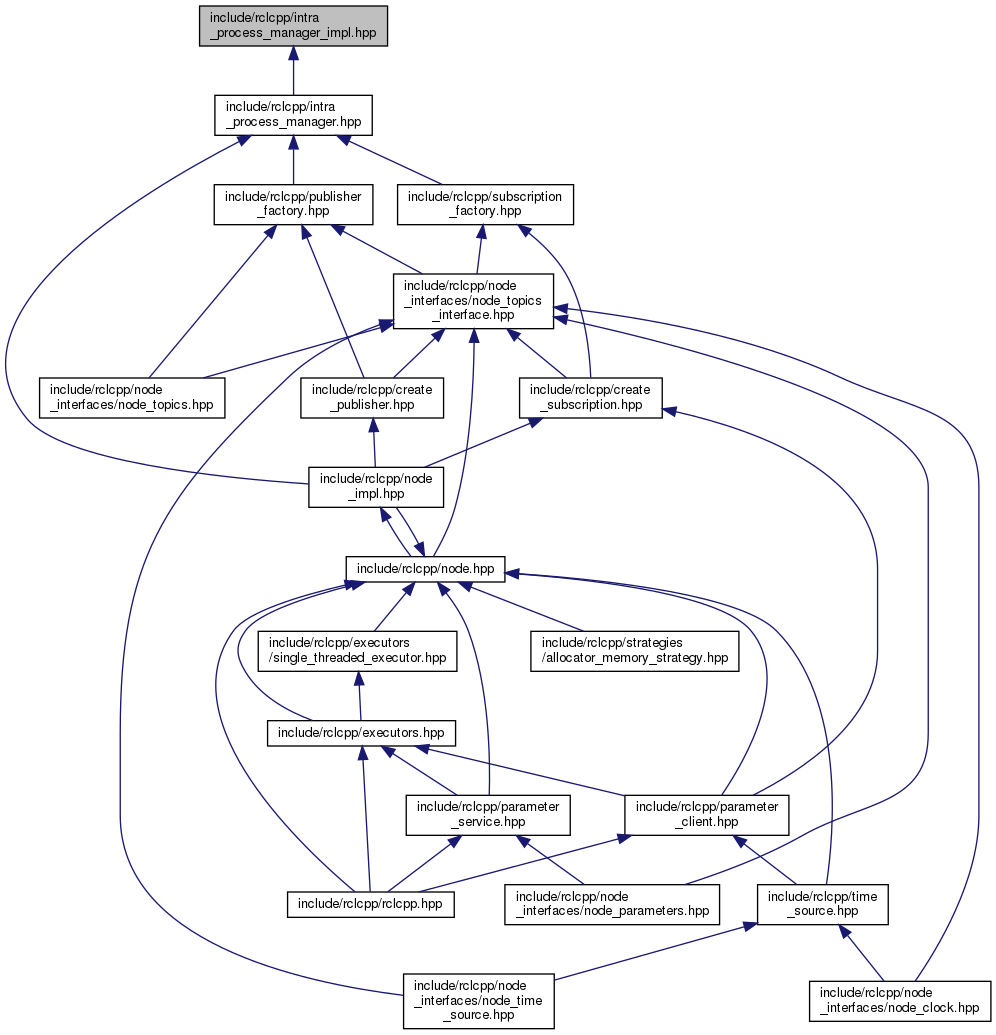 include/rclcpp/intra
_process_manager_impl.hpp
include/rclcpp/intra
_process_manager.hpp
include/rclcpp/publisher
_factory.hpp
include/rclcpp/subscription
_factory.hpp
include/rclcpp/node
_interfaces/node_topics
_interface.hpp
include/rclcpp/node
_interfaces/node_topics.hpp
include/rclcpp/create
_publisher.hpp
include/rclcpp/create
_subscription.hpp
include/rclcpp/node
_impl.hpp
include/rclcpp/node.hpp
include/rclcpp/executors
/single_threaded_executor.hpp
include/rclcpp/strategies
/allocator_memory_strategy.hpp
include/rclcpp/executors.hpp
include/rclcpp/parameter
_service.hpp
include/rclcpp/parameter
_client.hpp
include/rclcpp/rclcpp.hpp
include/rclcpp/node
_interfaces/node_parameters.hpp
include/rclcpp/time
_source.hpp
include/rclcpp/node
_interfaces/node_time
_source.hpp
include/rclcpp/node
_interfaces/node_clock.hpp